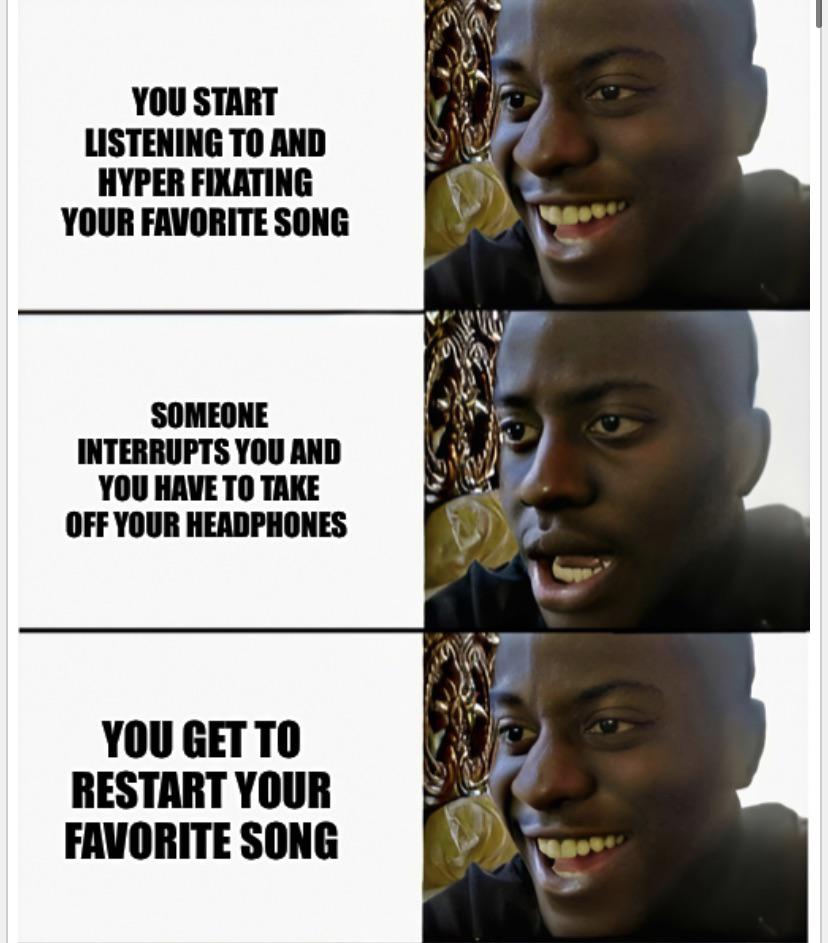 YOU START
LISTENING TO AND
HYPER FIXATING
YOUR FAVORITE SONG
SOMEONE
INTERRUPTS YOU AND
YOU HAVE TO TAKE
OFF YOUR HEADPHONES
YOU GET TO
RESTART YOUR
FAVORITE SONG